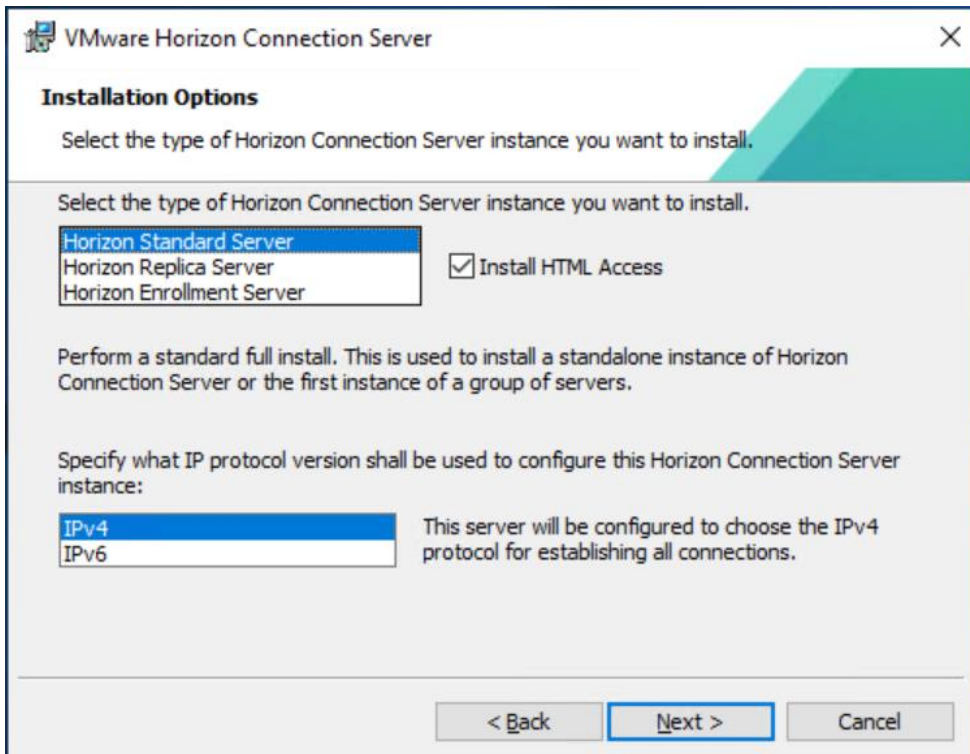 VMware Horizon Connection Server
Installation Options
Select the type of Horizon Connection Server instance you want to install.
Select the type of Horizon Connection Server instance you want to install.
Horizon Standard Server
Horizon Replica Server
Horizon Enrollment Server
Install HTML Access
Perform a standard full install. This is used to install a standalone instance of Horizon
Connection Server or the first instance of a group of servers.
Specify what IP protocol version shall be used to configure this Horizon Connection Server
instance:
IPv4
IPv6
This server will be configured to choose the IPv4
protocol for establishing all connections.
< Back
Next >
Cancel